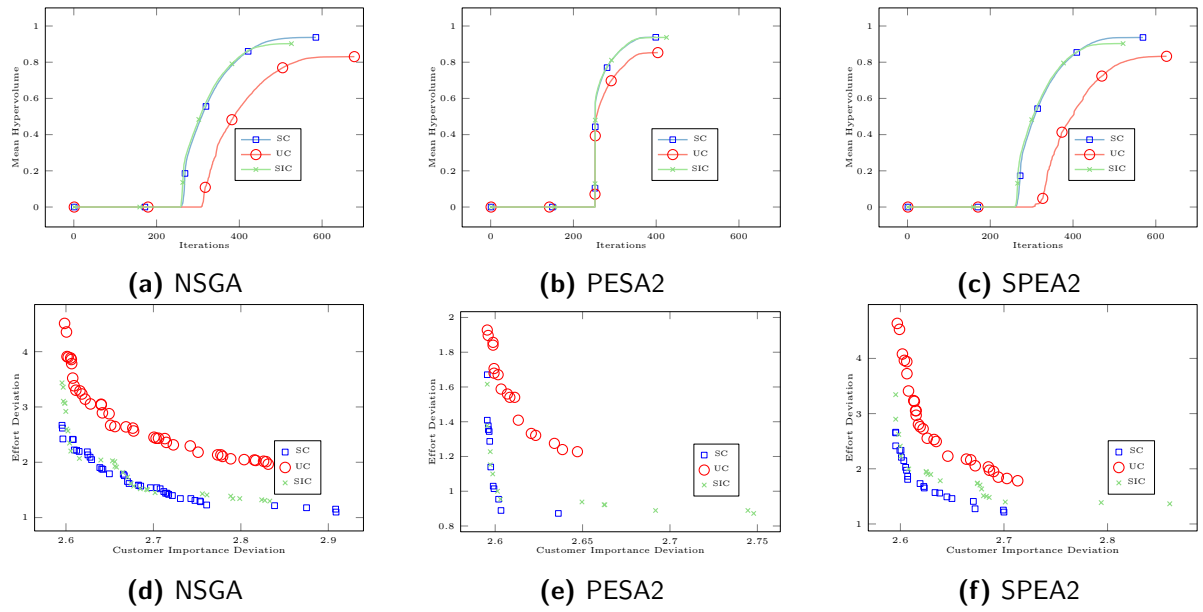 1
0.8
0.6
0.4
0.2
0
Mean Hypervolume
SC
UC
SIC
0 200 400 600
Iterations
(a) NSGA
1
0.8
0.6
0.4
0.2
0
Mean Hypervolume
SC
UC
SIC
0 200 400 600
Iterations
(b) PESA2
1
0.8
0.6
0.4
0.2
0
Mean Hypervolume
SC
UC
SIC
0 200 400 600
Iterations
(c) SPEA2
4
3
2
1
Effort Deviation
SC
UC
SIC
2.6 2.7 2.8 2.9
Customer Importance Deviation
(d) NSGA
2
1.8
1.6
1.4
1.2
1
0.8
Effort Deviation
SC
UC
SIC
2.6 2.65 2.7 2.75
Customer Importance Deviation
(e) PESA2
4
3
2
1
Effort Deviation
SC
UC
SIC
2.6 2.7 2.8
Customer Importance Deviation
(f) SPEA2